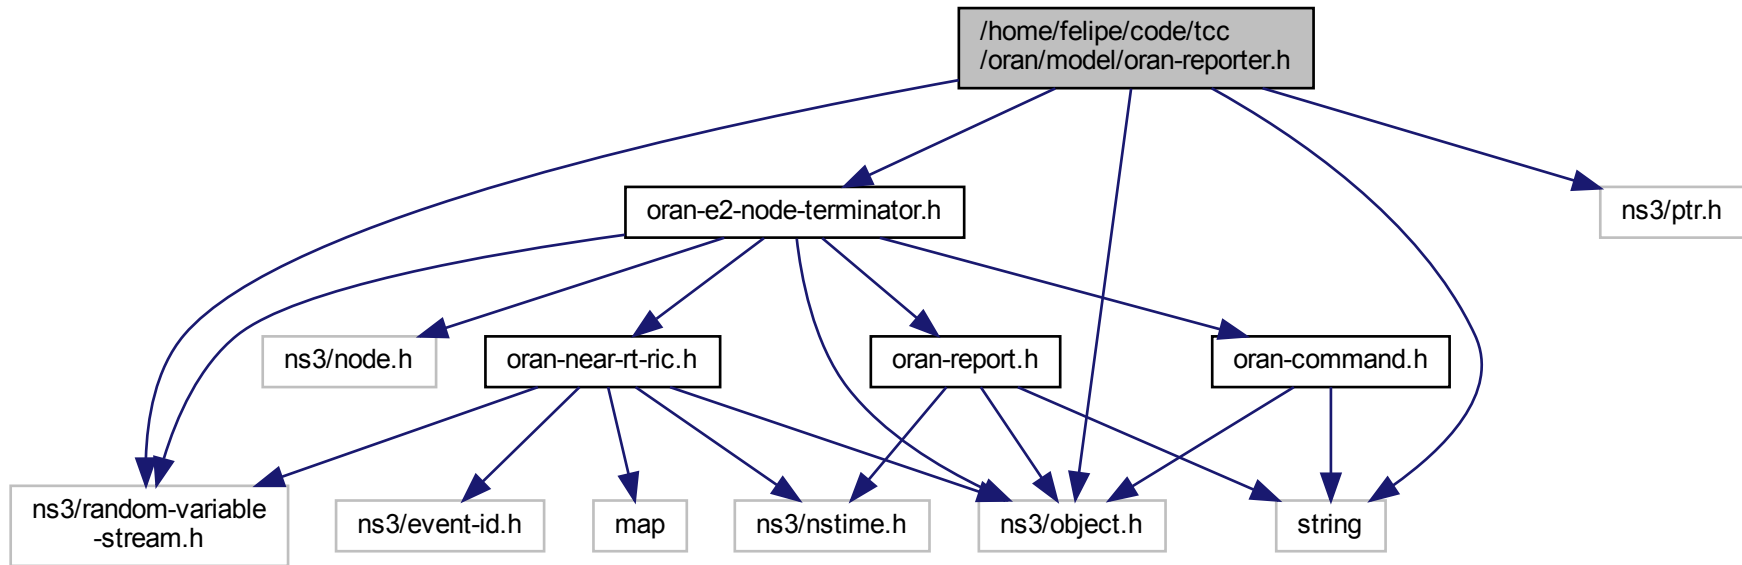 /home/felipe/code/tcc
/oran/model/oran-reporter.h
oran-e2-node-terminator.h
ns3/ptr.h
ns3/node.h
oran-near-rt-ric.h
oran-report.h
oran-command.h
ns3/random-variable
-stream.h
ns3/event-id.h
map
ns3/nstime.h
ns3/object.h
string